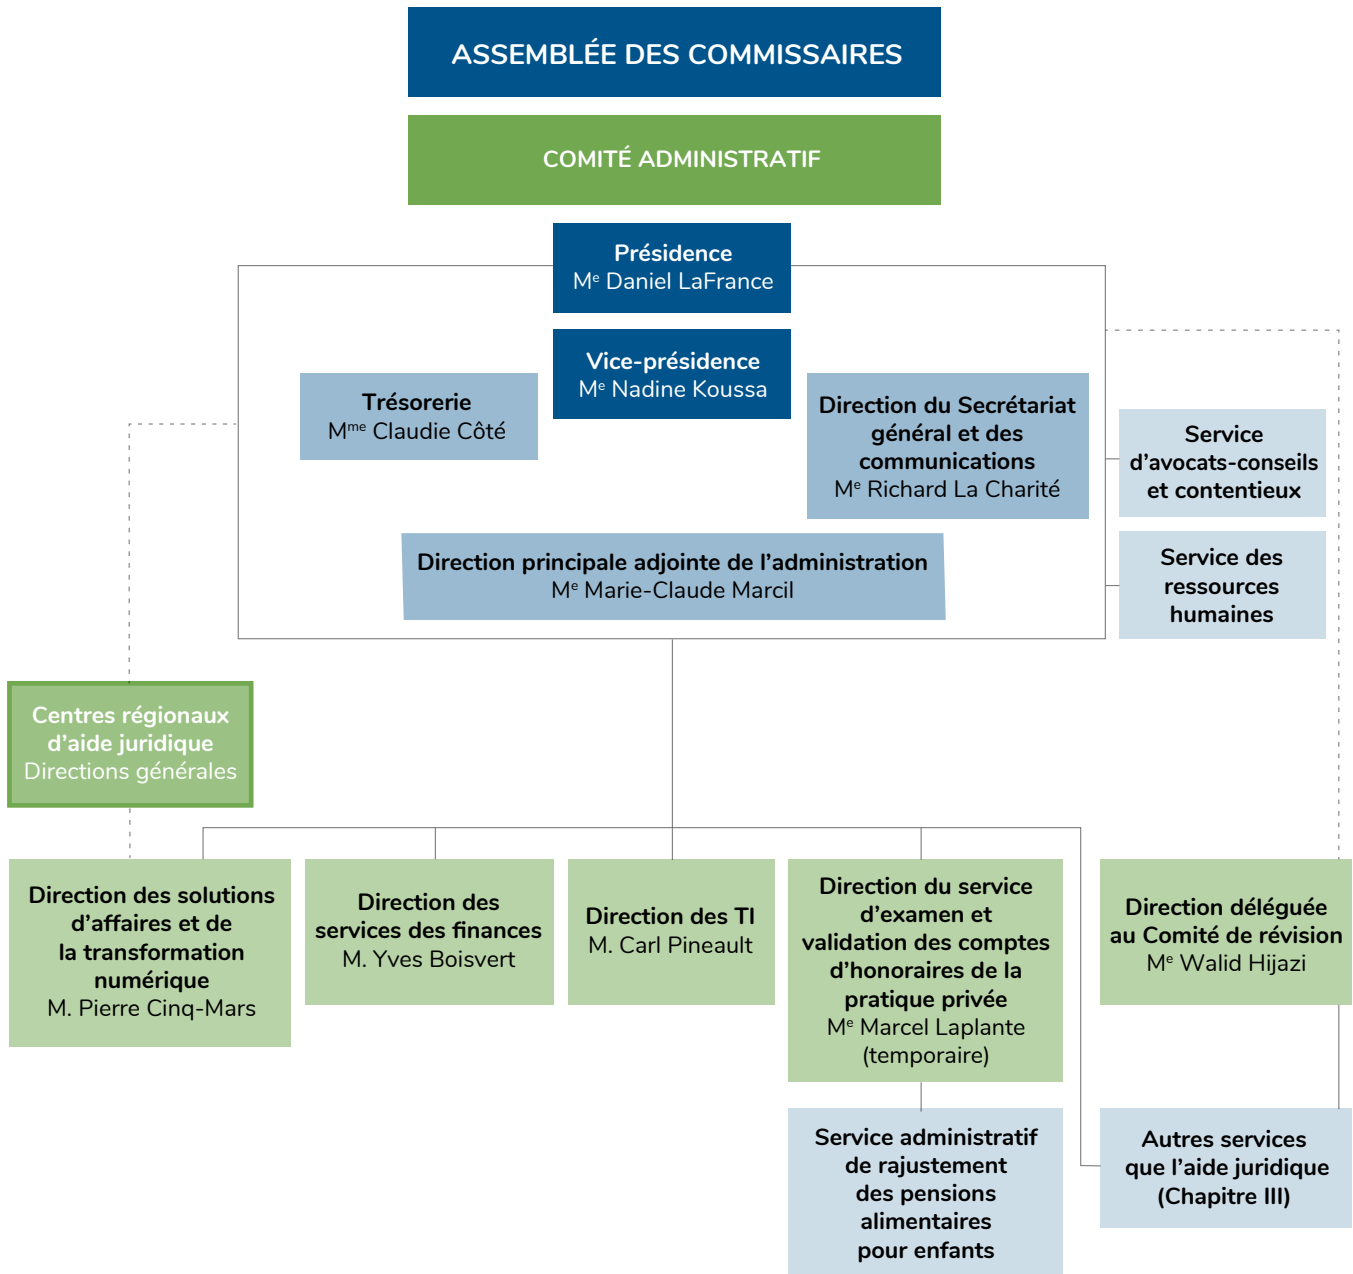 ASSEMBLÉE DES COMMISSAIRES
COMITÉ ADMINISTRATIF
Présidence
Mᵉ Daniel LaFrance
Vice-présidence
Mᵉ Nadine Koussa
Trésorerie
Mᵐᵉ Claudie Côté
Direction du Secrétariat
général et des
communications
Mᵉ Richard La Charité
Service
d’avocats-conseils
et contentieux
Direction principale adjointe de l’administration
Mᵉ Marie-Claude Marcil
Service des
ressources
humaines
Centres régionaux
d’aide juridique
Directions générales
Direction des solutions
d’affaires et de
la transformation
numérique
M. Pierre Cinq-Mars
Direction des
services des finances
M. Yves Boisvert
Direction des TI
M. Carl Pineault
Direction du service
d’examen et
validation des comptes
d’honoraires de la
pratique privée
Mᵉ Marcel Laplante
(temporaire)
Direction déléguée
au Comité de révision
Mᵉ Walid Hijazi
Service administratif
de rajustement
des pensions
alimentaires
pour enfants
Autres services
que l’aide juridique
(Chapitre III)